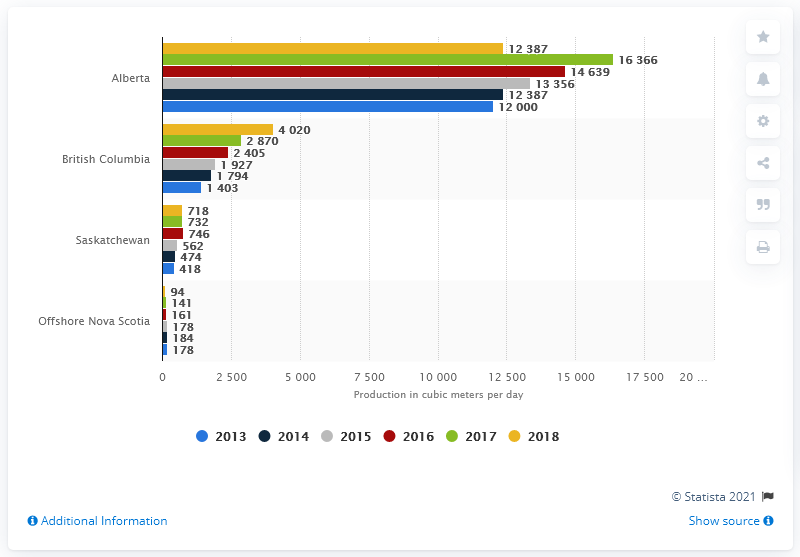 Alberta
12 387
16 366
14 639
13 356
12 387
12 000
British Columbia
4 020
2 870
2 405
1 927
1 794
1 403
Saskatchewan
718
732
746
562
474
418
Offshore Nova Scotia
94
141
161
178
184
178
0 2 500 5 000 7 500 10 000 12 500 15 000 17 500 20 ...
Production in cubic meters per day
2013 2014 2015 2016 2017 2018
© Statista 2021
Additional Information Show source